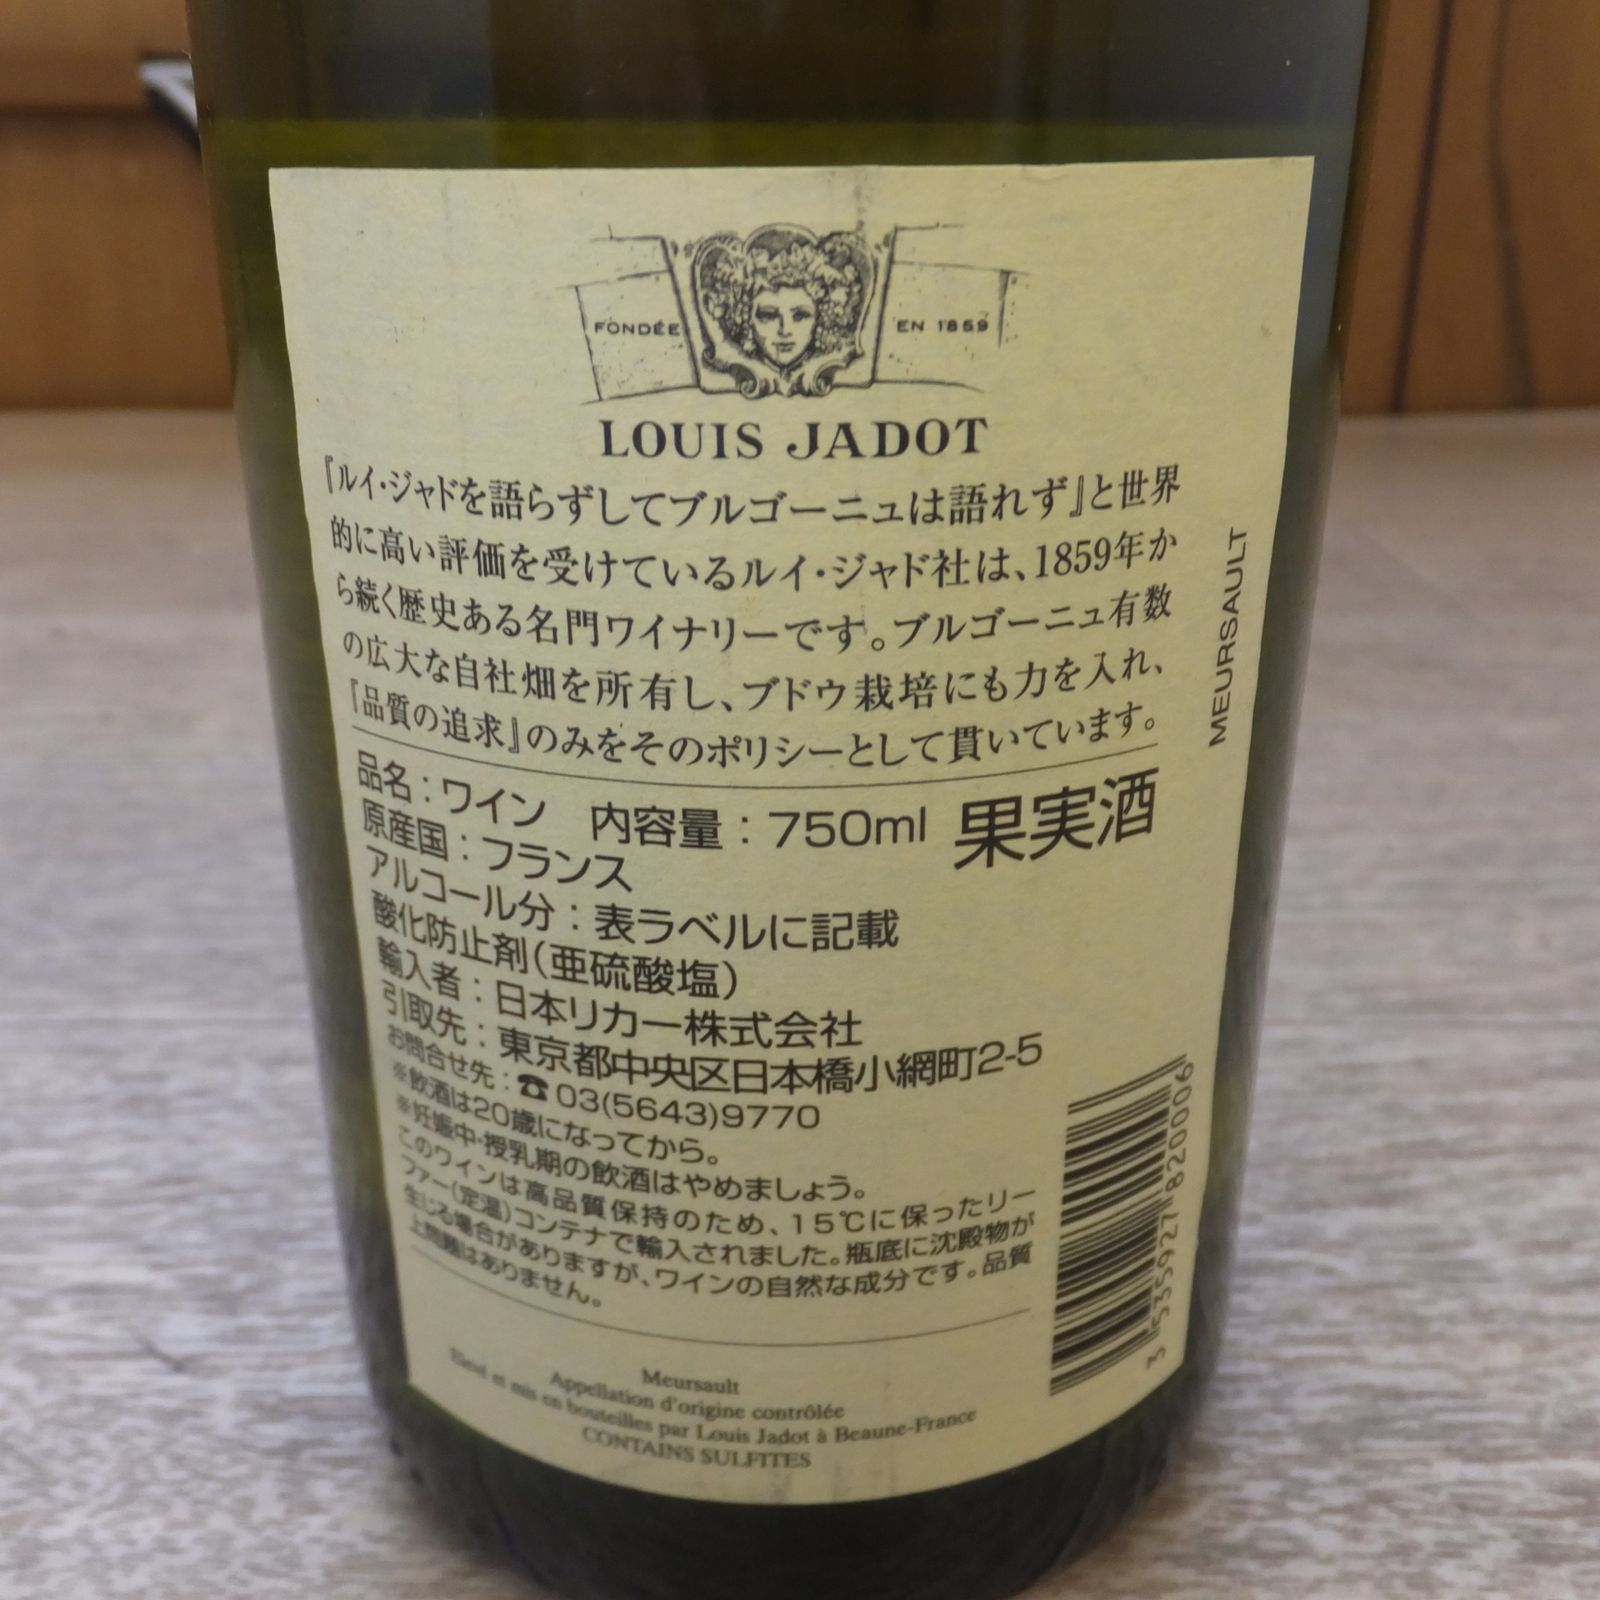 FONDÉE EN 1859
LOUIS JADOT
『ルイ・ジャドを語らずしてブルゴーニュは語れず』と世界
的に高い評価を受けているルイ・ジャド社は、1859年か
ら続く歴史ある名門ワイナリーです。ブルゴーニュ有数
の広大な自社畑を所有し、ブドウ栽培にも力を入れ、
『品質の追求』のみをそのポリシーとして貫いています。
MEURSAULT
品名：ワイン 内容量：750ml 果実酒
原産国：フランス
アルコール分：表ラベルに記載
酸化防止剤（亜硫酸塩）
輸入者：日本リカー株式会社
引取先：東京都中央区日本橋小網町2-5
お問合せ先：☎03(5643)9770
※飲酒は20歳になってから。
※妊娠中・授乳期の飲酒はやめましょう。
このワインは高品質保持のため、15℃に保ったリー
ファー（定温）コンテナで輸入されました。瓶底に沈殿物が
生じる場合がありますが、ワインの自然な成分です。品質
上問題はありません。
3 535927 820006
Meursault
Appellation d'origine contrôlée
Elevé et mis en bouteilles par Louis Jadot à Beaune-France
CONTAINS SULFITES